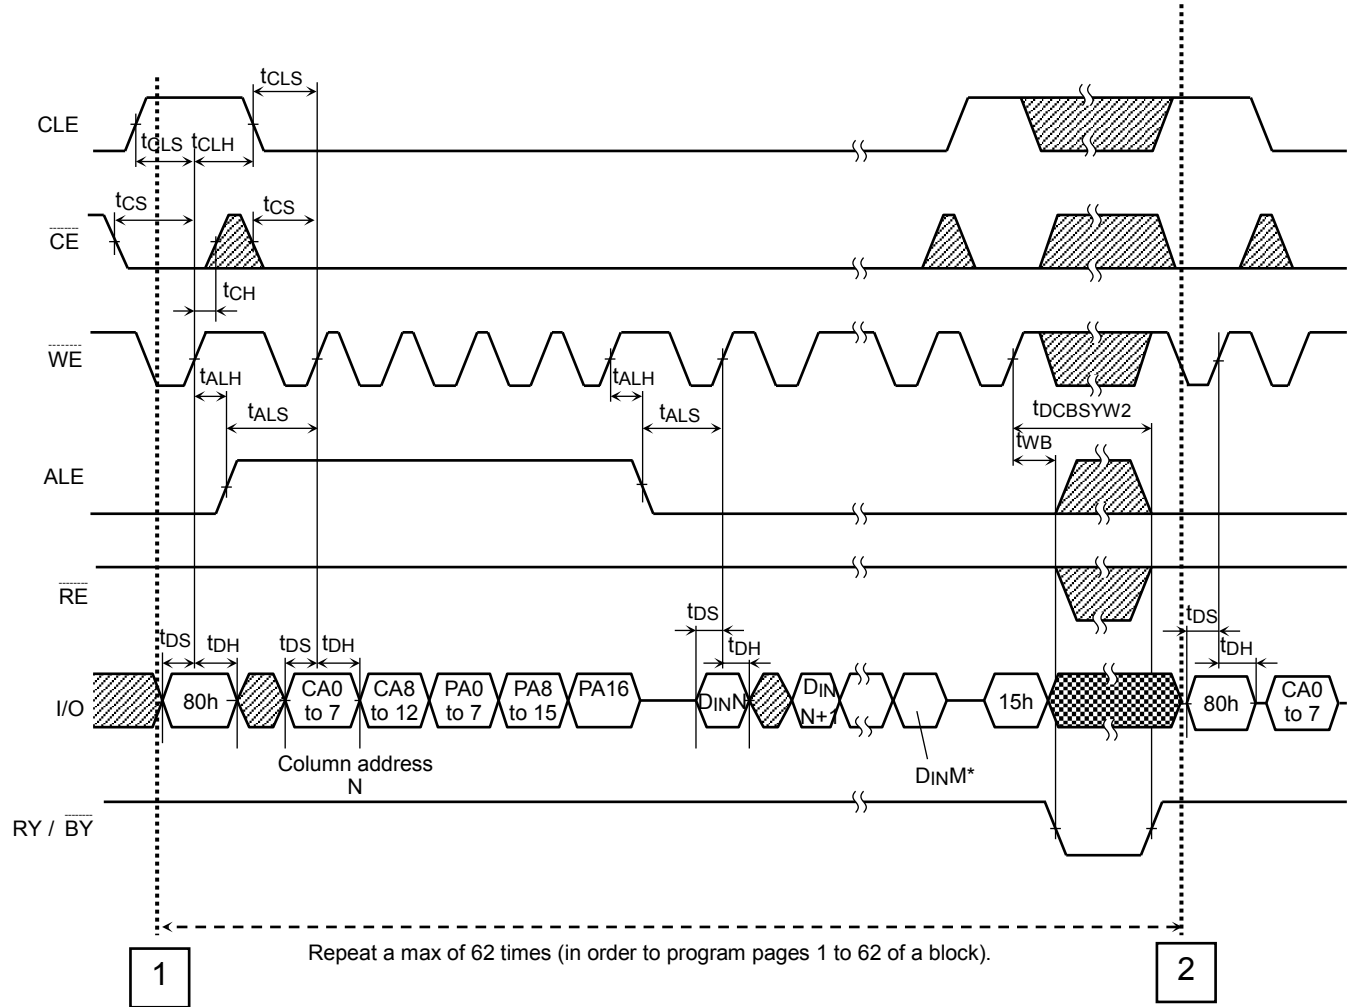 tCLS
CLE
tCLS tCLH
tCS tCS
CE
tCH
WE
tALH tALH
tALS tALS tDCBSYW2
tWB
ALE
RE
tDS tDH tDS tDH tDS tDH tDS tDH
I/O 80h CA0 to 7 CA8 to 12 PA0 to 7 PA8 to 15 PA16 DINN DIN N+1 15h 80h CA0 to 7
Column address
N
DINM*
RY / BY
Repeat a max of 62 times (in order to program pages 1 to 62 of a block).
1 2